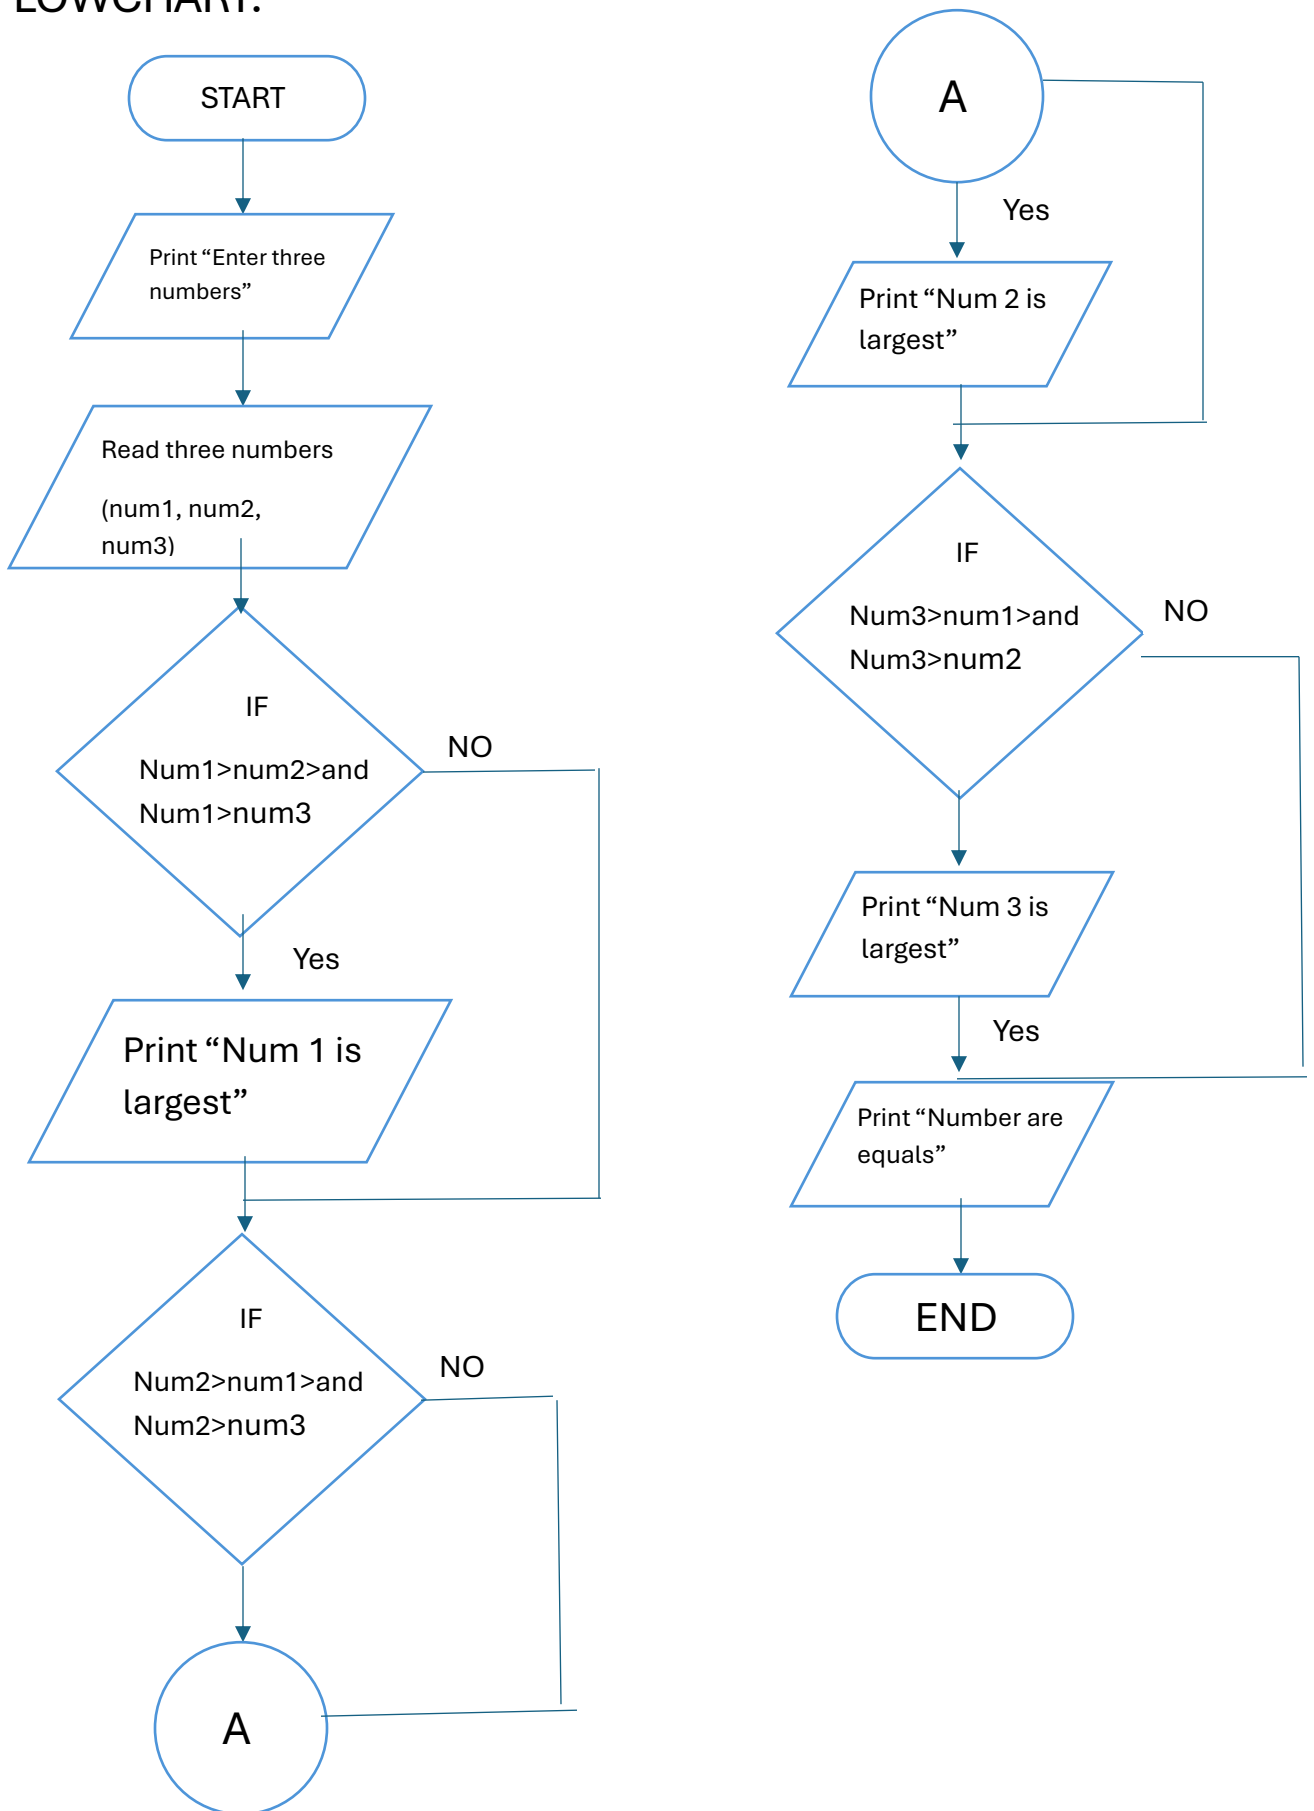 LOWCHART:
START
Print “Enter three
numbers”
Read three numbers
(num1, num2,
num3)
IF
Num1>num2>and
Num1>num3
NO
Yes
Print “Num 1 is
largest”
IF
Num2>num1>and
Num2>num3
NO
A
A
Yes
Print “Num 2 is
largest”
IF
Num3>num1>and
Num3>num2
NO
Print “Num 3 is
largest”
Yes
Print “Number are
equals”
END